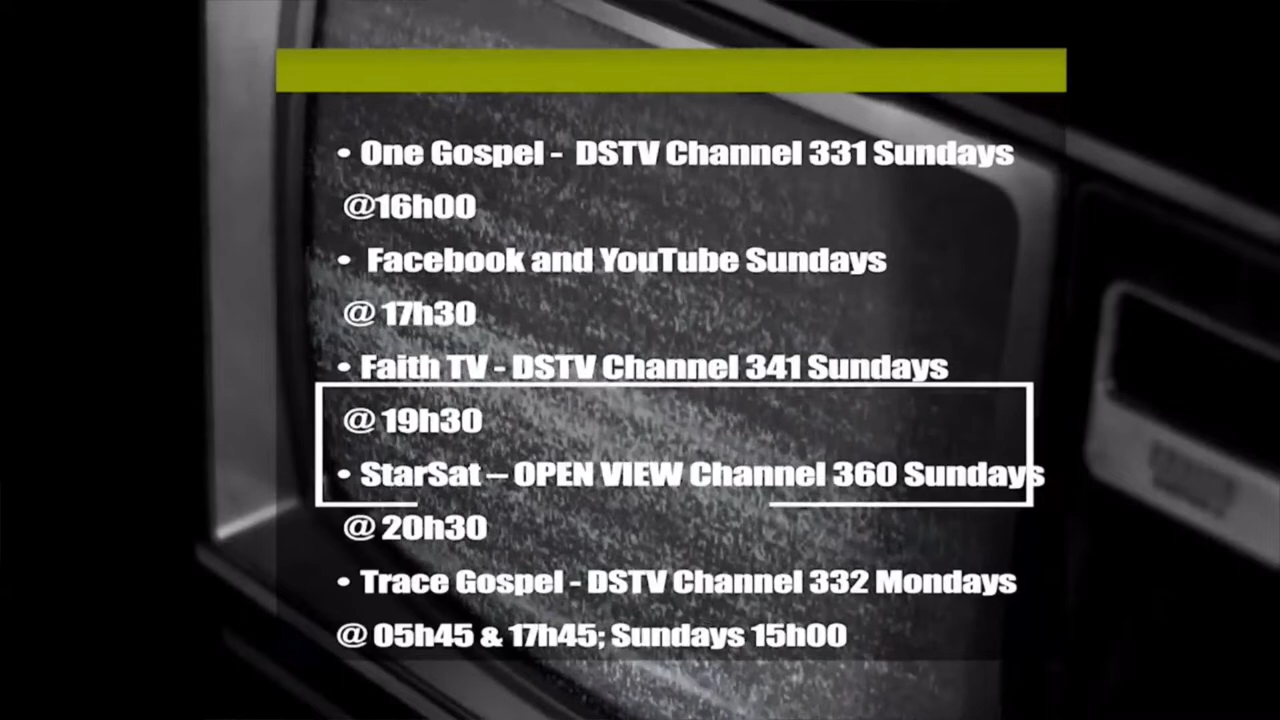 • One Gospel - DSTV Channel 331 Sundays
@16h00
• Facebook and YouTube Sundays
@ 17h30
• Faith TV - DSTV Channel 341 Sundays
@ 19h30
• StarSat – OPEN VIEW Channel 360 Sundays
@ 20h30
• Trace Gospel - DSTV Channel 332 Mondays
@ 05h45 & 17h45; Sundays 15h00